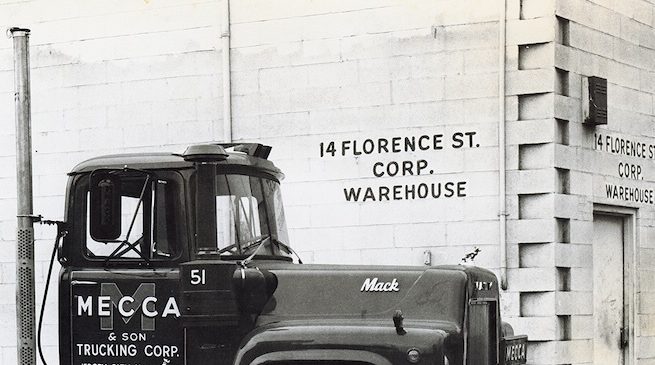 14 FLORENCE ST.
CORP.
WAREHOUSE
14 FLORENCE ST.
CORP.
WAREHOUSE
51
Mack
MECCA
M
& SON
TRUCKING CORP.
MECCA